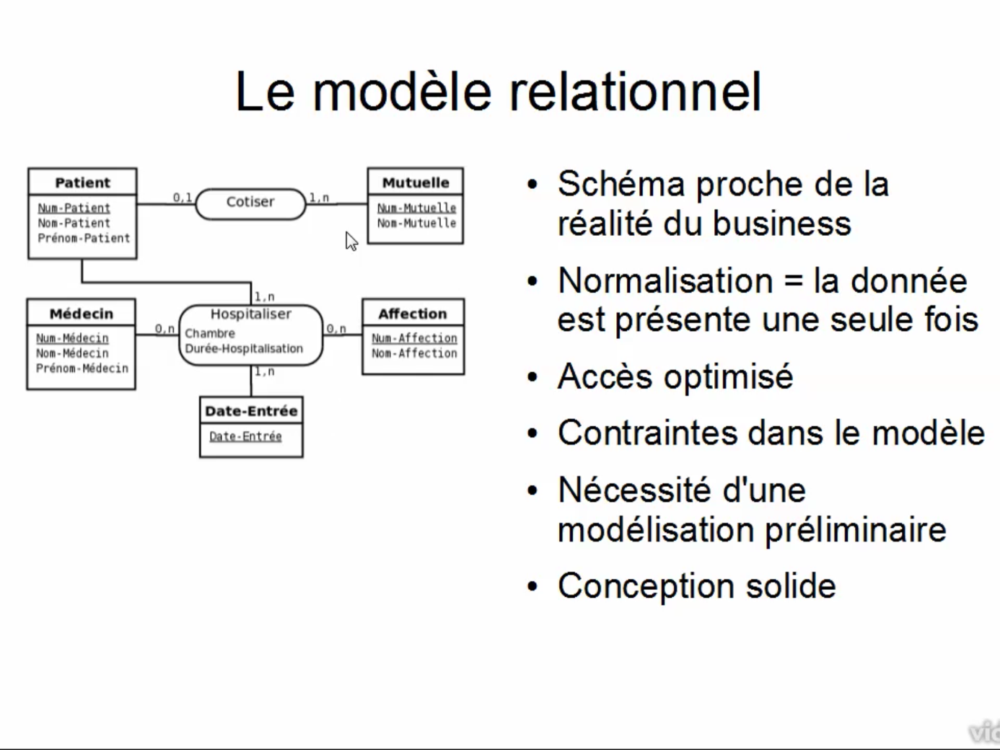 Le modèle relationnel
Patient
Num-Patient
Nom-Patient
Prénom-Patient
0,1
Cotiser
1,n
Mutuelle
Num-Mutuelle
Nom-Mutuelle
1,n
Médecin
Num-Médecin
Nom-Médecin
Prénom-Médecin
0,n
Hospitaliser
Chambre
Durée-Hospitalisation
0,n
Affection
Num-Affection
Nom-Affection
1,n
Date-Entrée
Date-Entrée
• Schéma proche de la
réalité du business
• Normalisation = la donnée
est présente une seule fois
• Accès optimisé
• Contraintes dans le modèle
• Nécessité d'une
modélisation préliminaire
• Conception solide